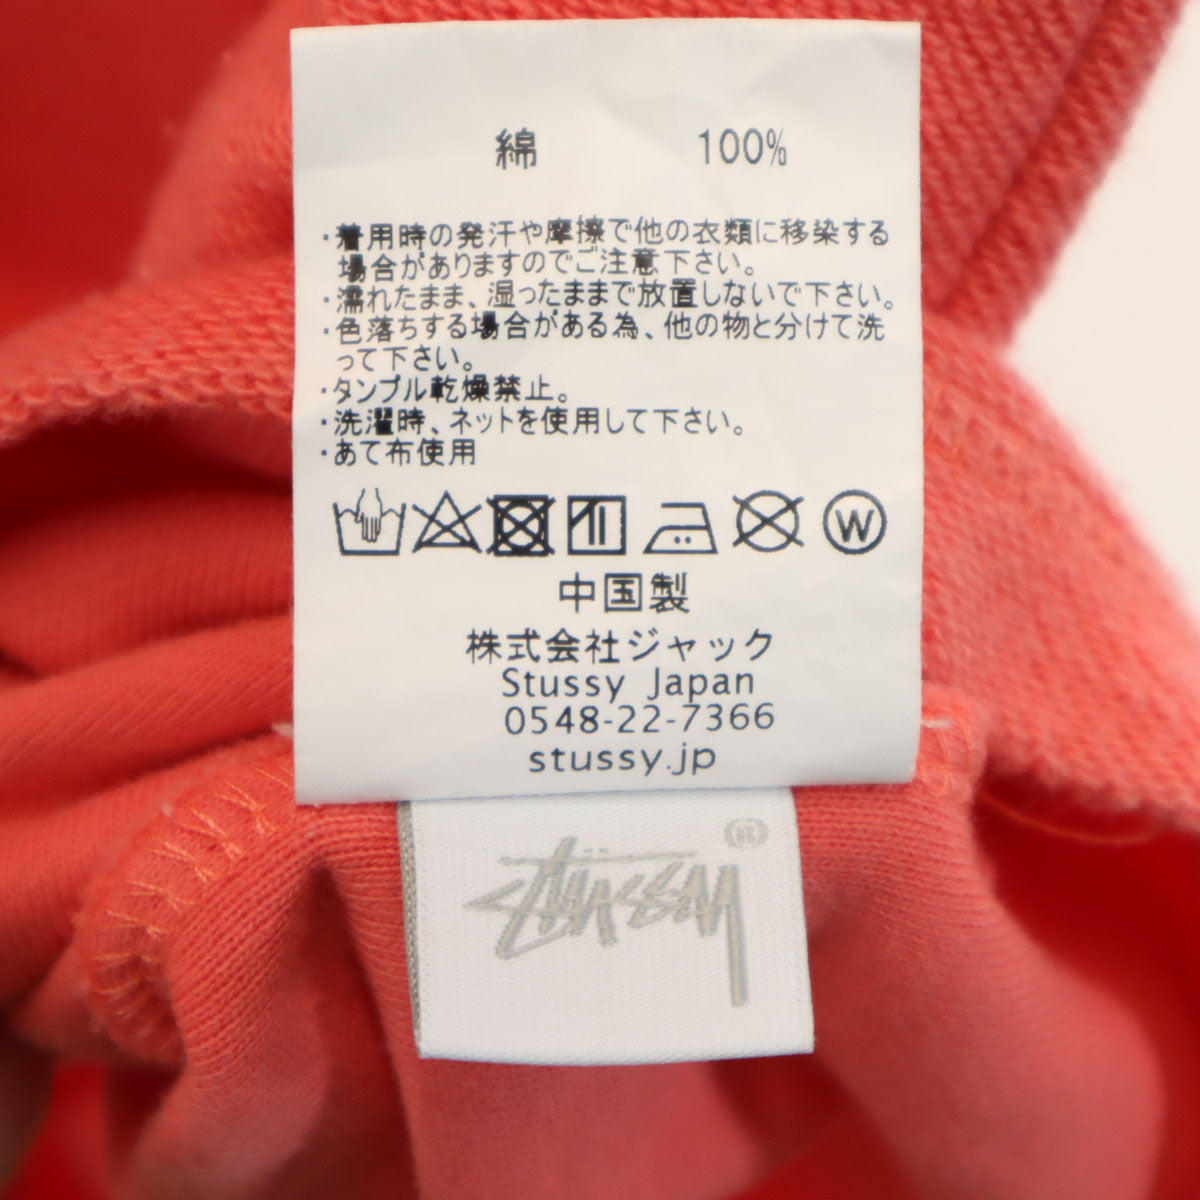 綿 100%
・着用時の発汗や摩擦で他の衣類に移染する
場合がありますのでご注意下さい。
・濡れたまま、湿ったままで放置しないで下さい。
・色落ちする場合がある為、他の物と分けて洗
って下さい。
・タンブル乾燥禁止。
・洗濯時、ネットを使用して下さい。
・あて布使用
W
中国製
株式会社ジャック
Stussy Japan
0548-22-7366
stussy.jp
STÜSSY